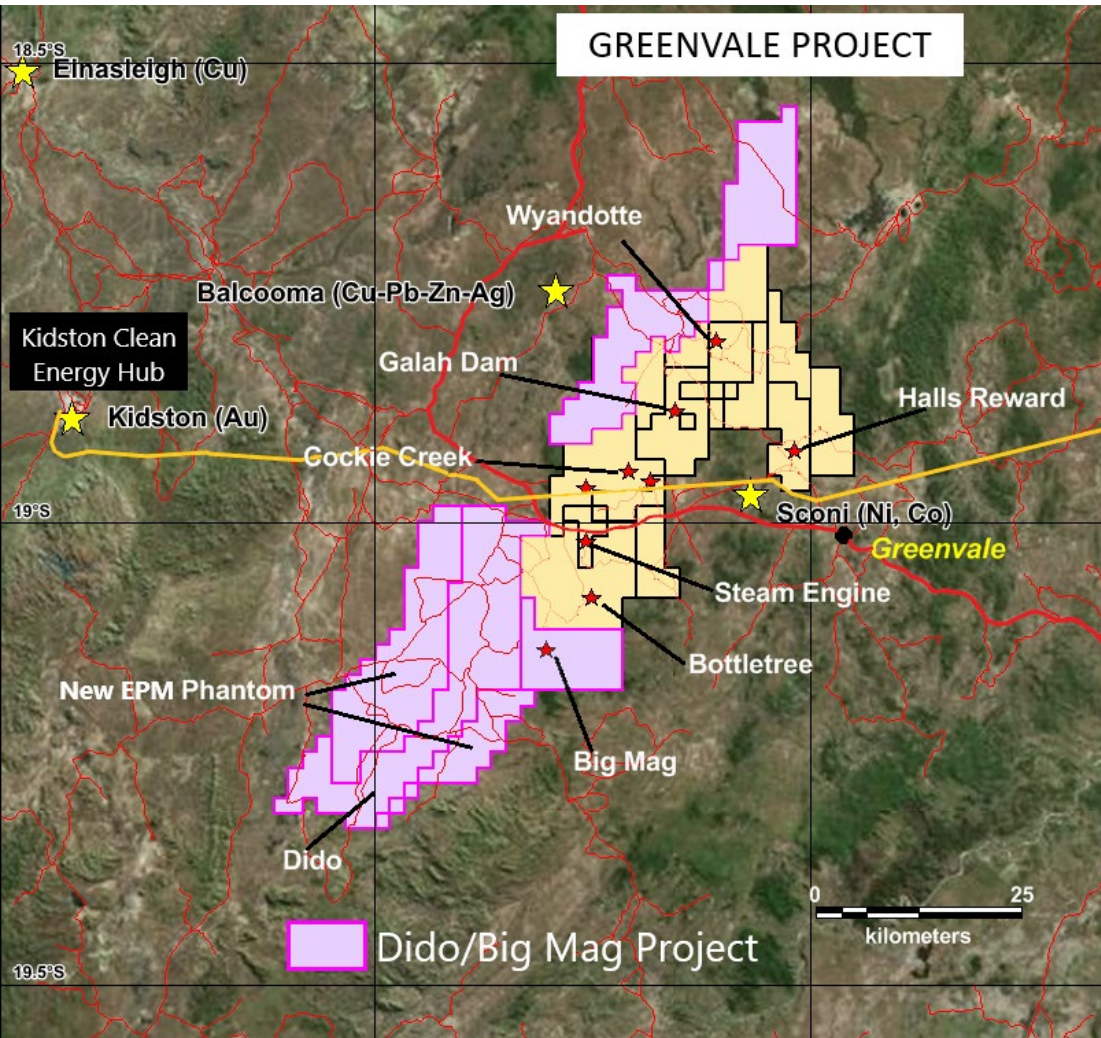 GREENVALE PROJECT
18.5°S
Einasleigh (Cu)
Wyandotte
Balcooma (Cu-Pb-Zn-Ag)
Kidston Clean
Energy Hub
Galah Dam
Halls Reward
Kidston (Au)
Cockie Creek
19°S
Sconi (Ni, Co)
Greenvale
Steam Engine
Bottletree
New EPM Phantom
Big Mag
Dido
0 25
kilometers
Dido/Big Mag Project
19.5°S